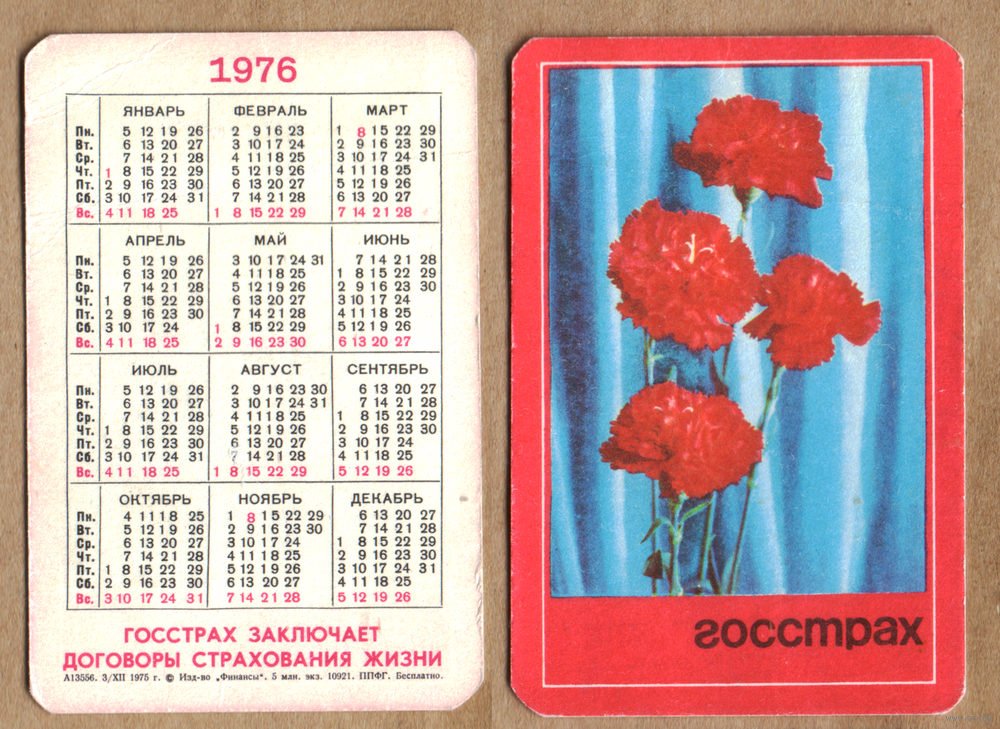 1976
ЯНВАРЬ ФЕВРАЛЬ МАРТ
Пн. 5 12 19 26 2 9 16 23 1 8 15 22 29
Вт. 6 13 20 27 3 10 17 24 2 9 16 23 30
Ср. 7 14 21 28 4 11 18 25 3 10 17 24 31
Чт. 1 8 15 22 29 5 12 19 26 4 11 18 25
Пт. 2 9 16 23 30 6 13 20 27 5 12 19 26
Сб. 3 10 17 24 31 7 14 21 28 6 13 20 27
Вс. 4 11 18 25 1 8 15 22 29 7 14 21 28
АПРЕЛЬ МАЙ ИЮНЬ
Пн. 5 12 19 26 3 10 17 24 31 7 14 21 28
Вт. 6 13 20 27 4 11 18 25 1 8 15 22 29
Ср. 7 14 21 28 5 12 19 26 2 9 16 23 30
Чт. 1 8 15 22 29 6 13 20 27 3 10 17 24
Пт. 2 9 16 23 30 7 14 21 28 4 11 18 25
Сб. 3 10 17 24 1 8 15 22 29 5 12 19 26
Вс. 4 11 18 25 2 9 16 23 30 6 13 20 27
ИЮЛЬ АВГУСТ СЕНТЯБРЬ
Пн. 5 12 19 26 2 9 16 23 30 6 13 20 27
Вт. 6 13 20 27 3 10 17 24 31 7 14 21 28
Ср. 7 14 21 28 4 11 18 25 1 8 15 22 29
Чт. 1 8 15 22 29 5 12 19 26 2 9 16 23 30
Пт. 2 9 16 23 30 6 13 20 27 3 10 17 24
Сб. 3 10 17 24 31 7 14 21 28 4 11 18 25
Вс. 4 11 18 25 1 8 15 22 29 5 12 19 26
ОКТЯБРЬ НОЯБРЬ ДЕКАБРЬ
Пн. 4 11 18 25 1 8 15 22 29 6 13 20 27
Вт. 5 12 19 26 2 9 16 23 30 7 14 21 28
Ср. 6 13 20 27 3 10 17 24 1 8 15 22 29
Чт. 7 14 21 28 4 11 18 25 2 9 16 23 30
Пт. 1 8 15 22 29 5 12 19 26 3 10 17 24 31
Сб. 2 9 16 23 30 6 13 20 27 4 11 18 25
Вс. 3 10 17 24 31 7 14 21 28 5 12 19 26
ГОССТРАХ ЗАКЛЮЧАЕТ
ДОГОВОРЫ СТРАХОВАНИЯ ЖИЗНИ
А13556. 3/XII 1975 г. © Изд-во „Финансы“. 5 млн. экз. 10921. ППФГ. Бесплатно.
госстрах